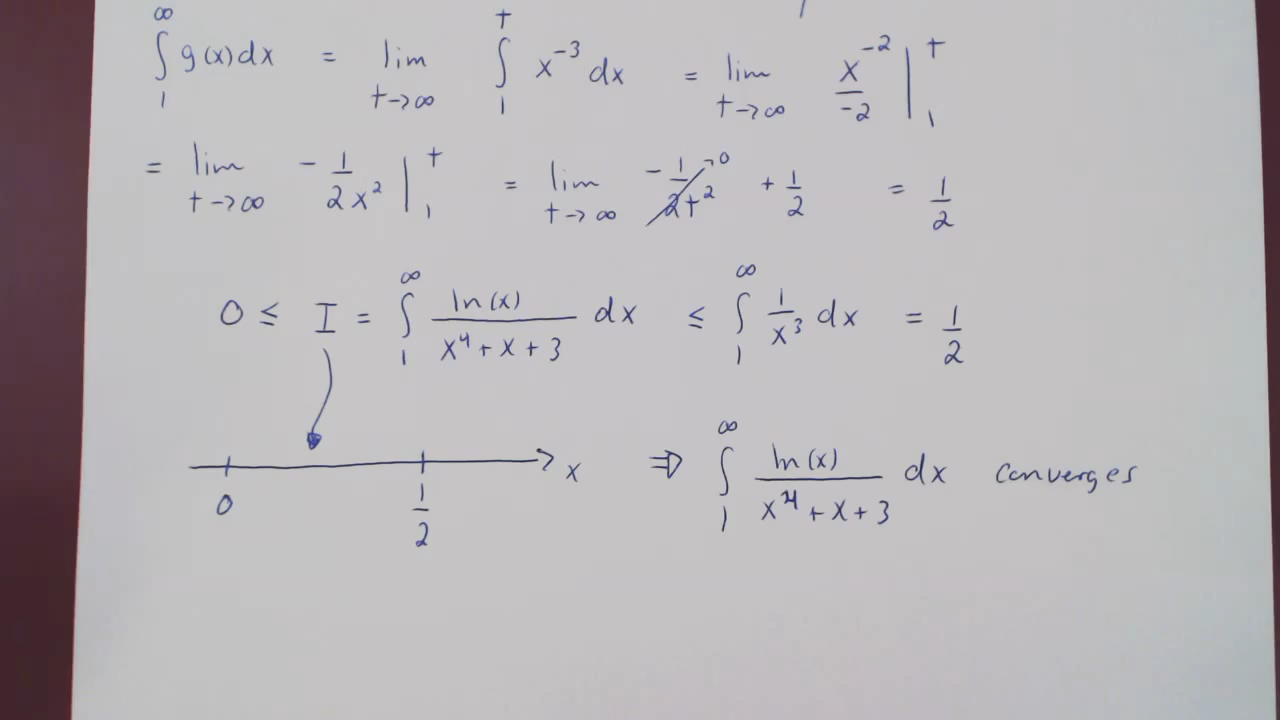 ∫₁^∞ g(x)dx = lim_{t→∞} ∫₁^t x⁻³ dx = lim_{t→∞} x⁻²/-2 |₁^t
= lim_{t→∞} - 1/2x² |₁^t = lim_{t→∞} - 1/2t² →0 + 1/2 = 1/2
0 ≤ I = ∫₁^∞ ln(x)/(x⁴ + x + 3) dx ≤ ∫₁^∞ 1/x³ dx = 1/2
0 1/2 x
⇒ ∫₁^∞ ln(x)/(x⁴ + x + 3) dx converges